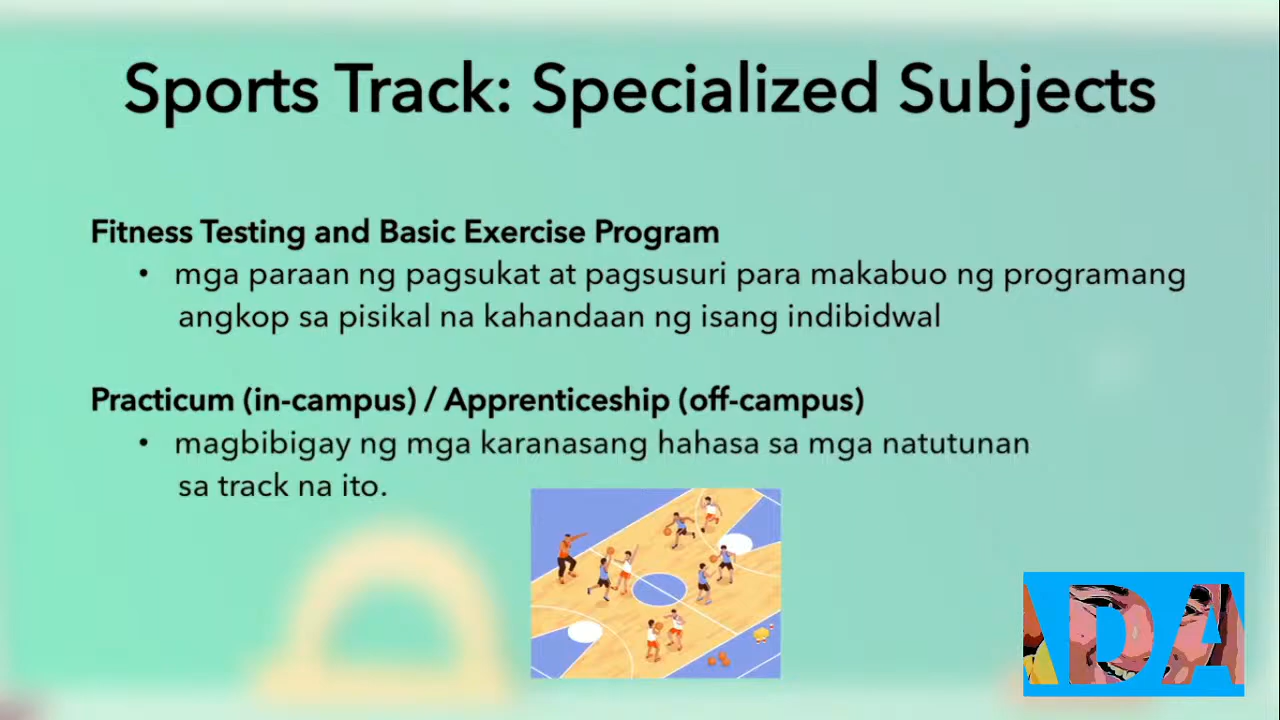 Sports Track: Specialized Subjects
Fitness Testing and Basic Exercise Program
• mga paraan ng pagsukat at pagsusuri para makabuo ng programang
angkop sa pisikal na kahandaan ng isang indibidwal
Practicum (in-campus) / Apprenticeship (off-campus)
• magbibigay ng mga karanasang hahasa sa mga natutunan
sa track na ito.
ADA